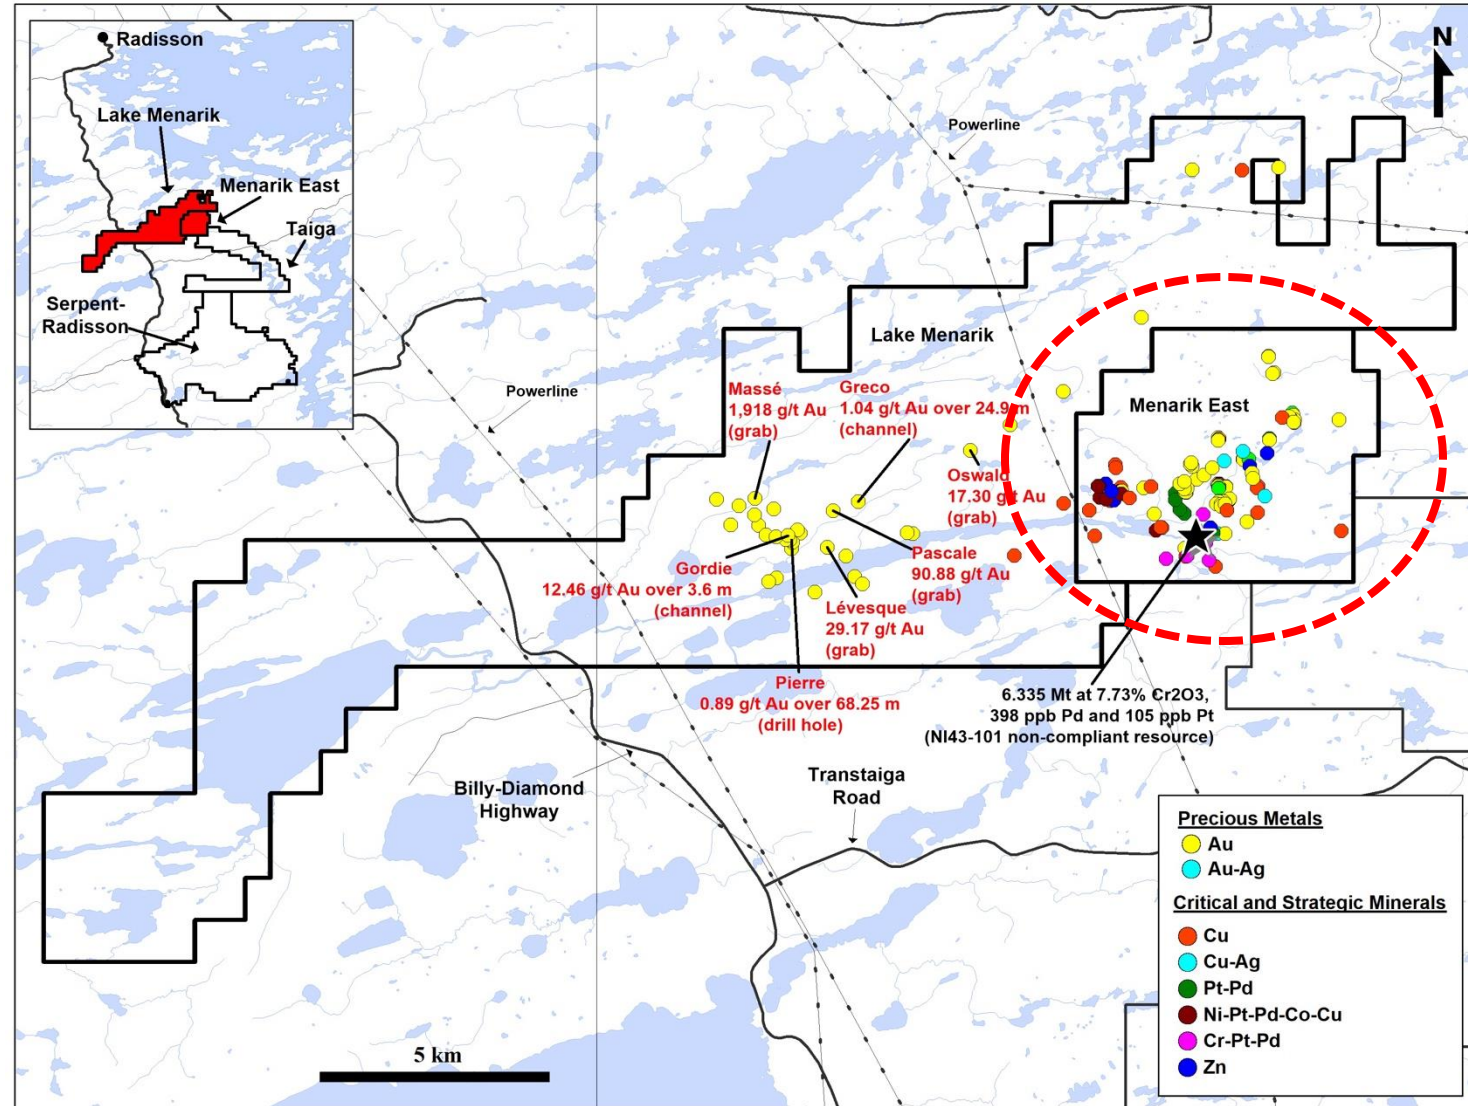 Radisson
Lake Menarik
Menarik East
Taiga
Serpent-
Radisson
N
Powerline
Lake Menarik
Powerline
Massé
1,918 g/t Au
(grab)
Greco
1.04 g/t Au over 24.9 m
(channel)
Menarik East
Oswald
17.30 g/t Au
(grab)
Pascale
90.88 g/t Au
(grab)
Gordie
12.46 g/t Au over 3.6 m
(channel)
Lévesque
29.17 g/t Au
(grab)
Pierre
0.89 g/t Au over 68.25 m
(drill hole)
6.335 Mt at 7.73% Cr2O3,
398 ppb Pd and 105 ppb Pt
(NI43-101 non-compliant resource)
Billy-Diamond
Highway
Transtaiga
Road
5 km
Precious Metals
Au
Au-Ag
Critical and Strategic Minerals
Cu
Cu-Ag
Pt-Pd
Ni-Pt-Pd-Co-Cu
Cr-Pt-Pd
Zn